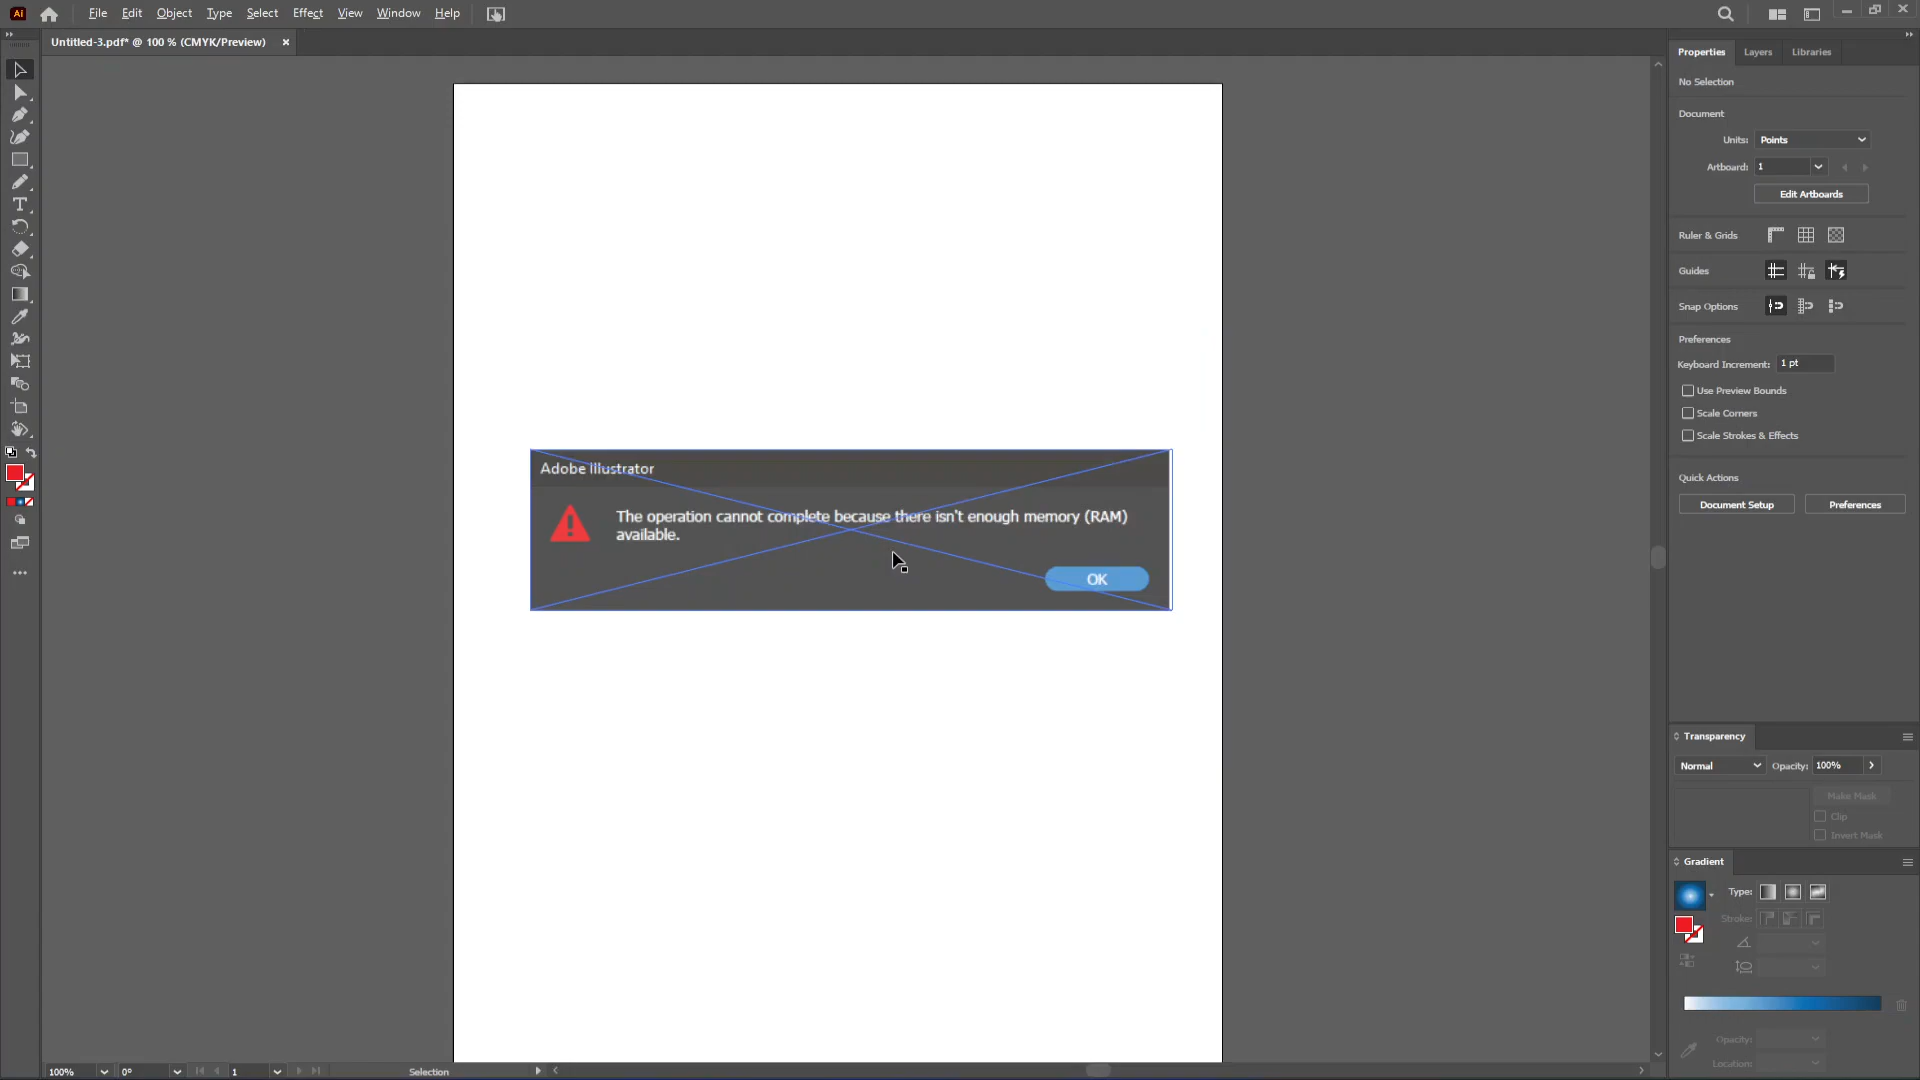 Ai File Edit Object Type Select Effect View Window Help
Untitled-3.pdf* @ 100 % (CMYK/Preview) ×
Properties Layers Libraries
No Selection
Document
Units: Points
Artboard: 1
Edit Artboards
Ruler & Grids
Guides
Snap Options
Preferences
Keyboard Increment: 1 pt
Use Preview Bounds
Scale Corners
Scale Strokes & Effects
Quick Actions
Document Setup Preferences
Adobe Illustrator
The operation cannot complete because there isn't enough memory (RAM)
available.
OK
Transparency
Normal Opacity: 100%
Make Mask
Clip
Invert Mask
Gradient
Type:
Stroke:
Opacity:
Location:
100% 0° 1 Selection